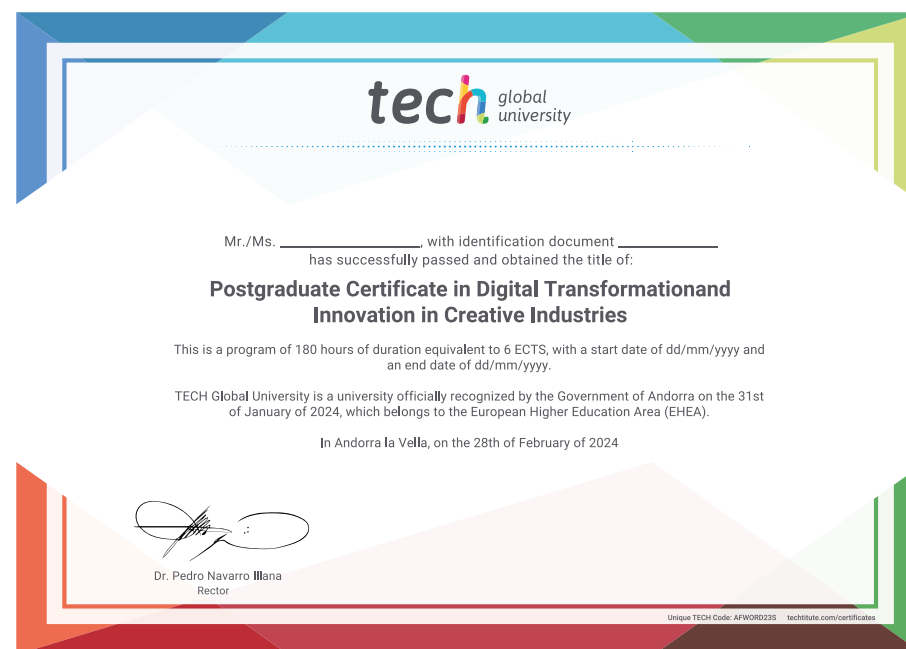 tech global university
Mr./Ms. ____________________, with identification document ______________
has successfully passed and obtained the title of:
Postgraduate Certificate in Digital Transformationand
Innovation in Creative Industries
This is a program of 180 hours of duration equivalent to 6 ECTS, with a start date of dd/mm/yyyy and
an end date of dd/mm/yyyy.
TECH Global University is a university officially recognized by the Government of Andorra on the 31st
of January of 2024, which belongs to the European Higher Education Area (EHEA).
In Andorra la Vella, on the 28th of February of 2024
Dr. Pedro Navarro Illana
Rector
Unique TECH Code: AFWORD23S techtitute.com/certificates